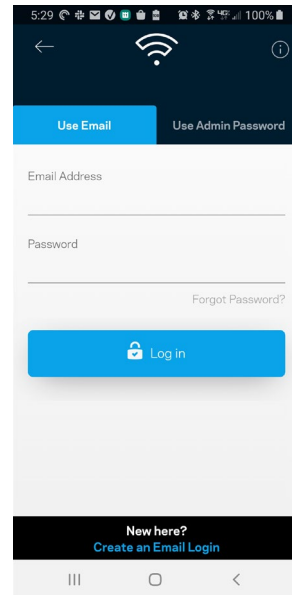 5:29 100%
Use Email Use Admin Password
Email Address
Password
Forgot Password?
Log in
New here?
Create an Email Login